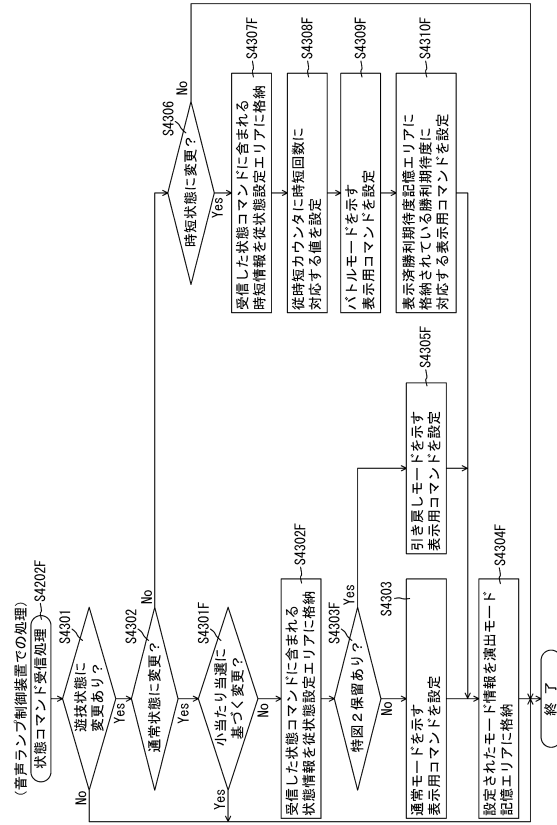 (音声ランプ制御装置での処理)
状態コマンド受信処理
S4202F
S4301
遊技状態に
変更あり？
No
Yes
S4302
通常状態に変更？
No
Yes
S4301F
小当たり当選に
基づく変更？
Yes
No
S4302F
受信した状態コマンドに含まれる
状態情報を従状態設定エリアに格納
S4303F
特図２保留あり？
Yes
No
S4303
通常モードを示す
表示用コマンドを設定
S4305F
引き戻しモードを示す
表示用コマンドを設定
S4304F
設定されたモード情報を演出モード
記憶エリアに格納
S4306
時短状態に変更？
No
Yes
S4307F
受信した状態コマンドに含まれる
時短情報を従状態設定エリアに格納
S4308F
従時短カウンタに時短回数に
対応する値を設定
S4309F
バトルモードを示す
表示用コマンドを設定
S4310F
表示済勝利期待度記憶エリアに
格納されている勝利期待度に
対応する表示用コマンドを設定
終了